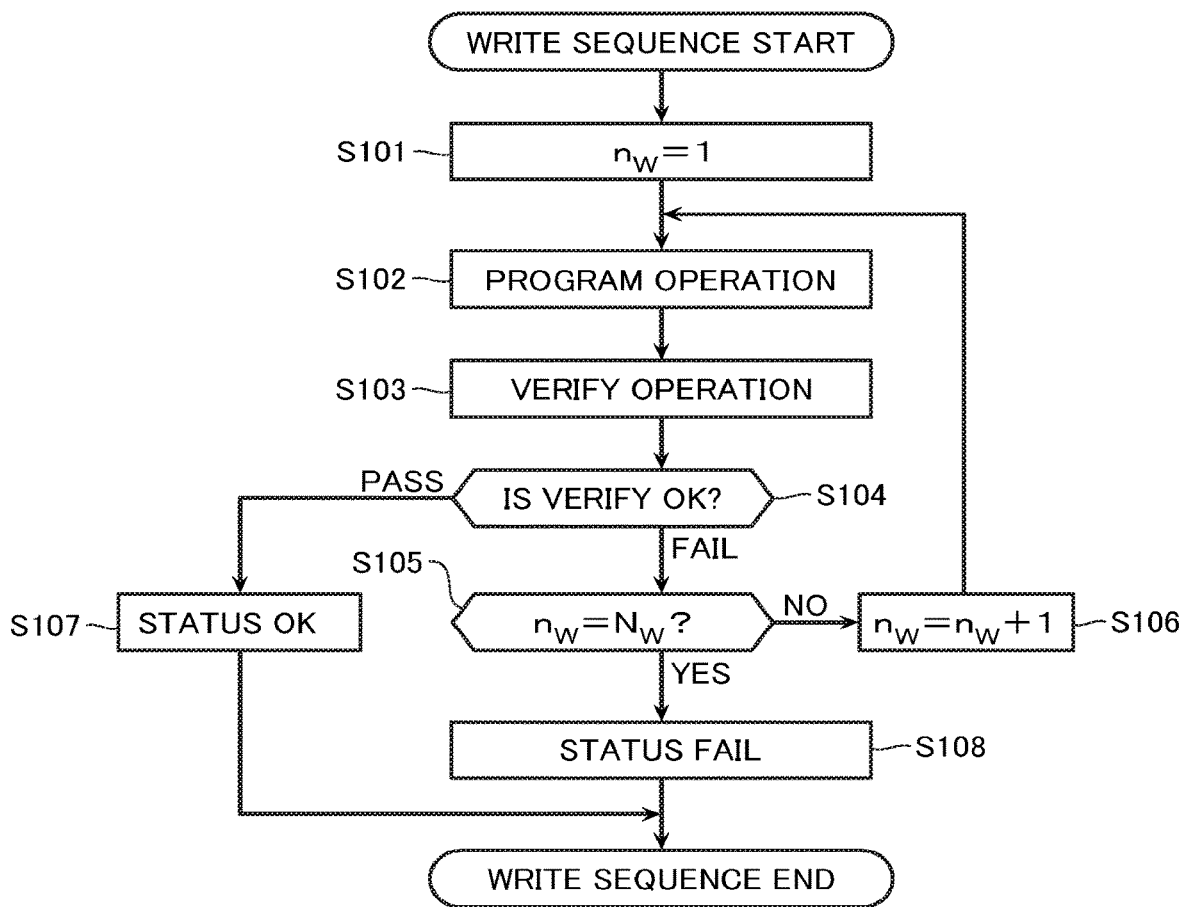 WRITE SEQUENCE START
S101
n_W=1
S102
PROGRAM OPERATION
S103
VERIFY OPERATION
PASS
IS VERIFY OK?
S104
FAIL
S105
S107
STATUS OK
n_W=N_W?
NO
n_W=n_W+1
S106
YES
STATUS FAIL
S108
WRITE SEQUENCE END